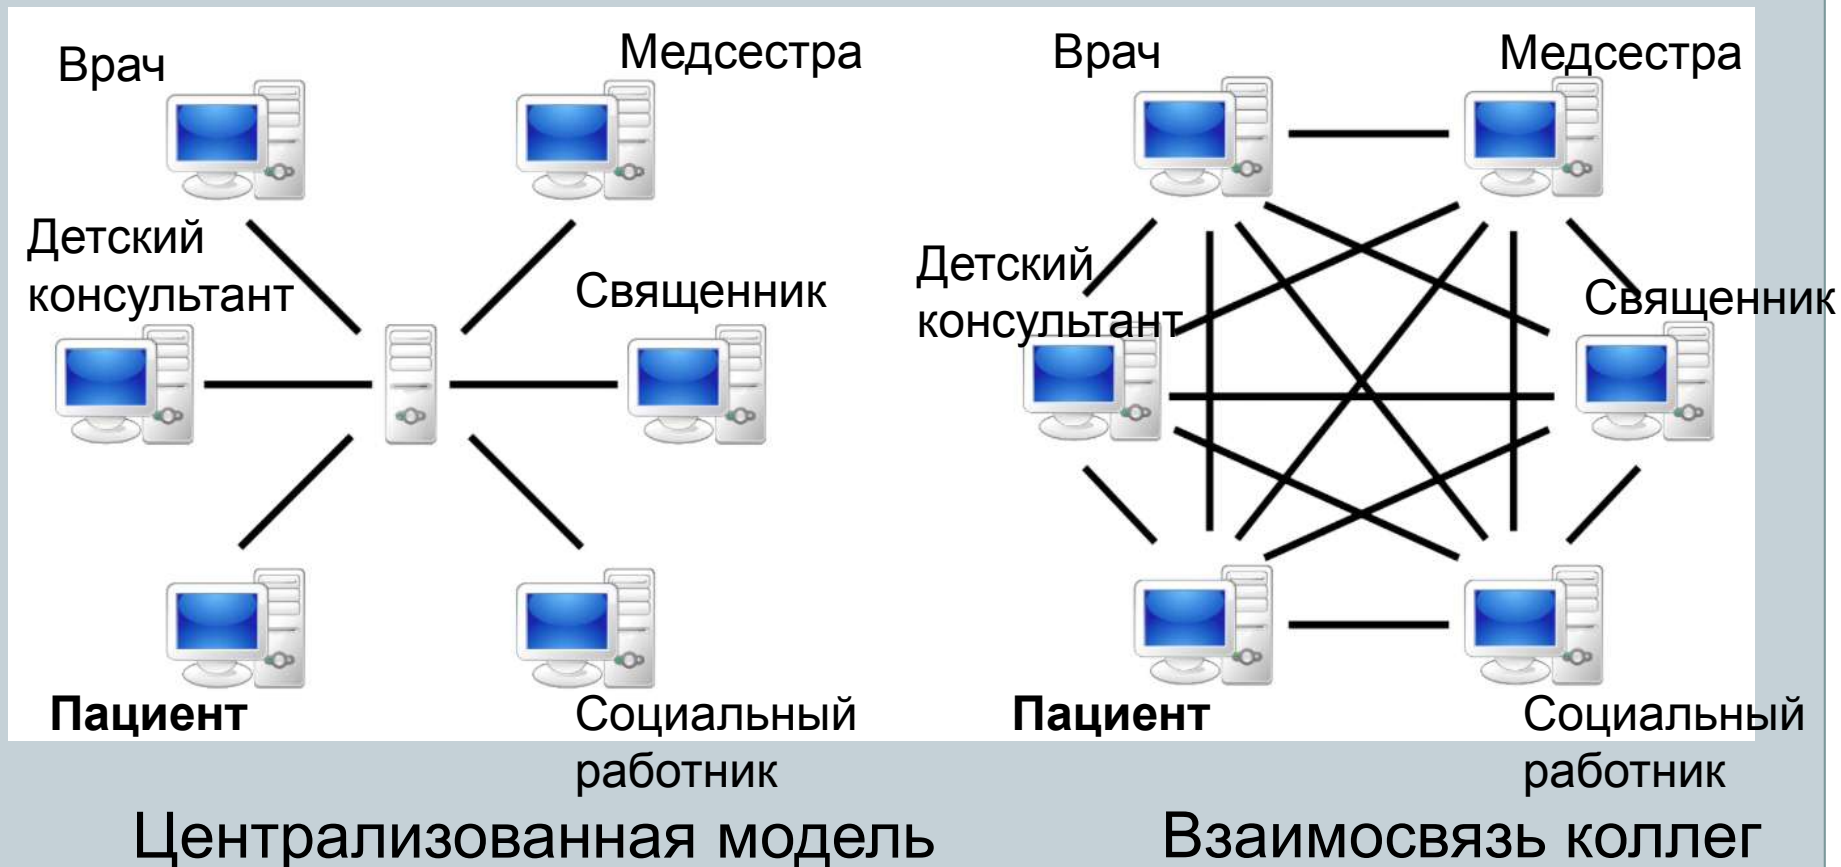 Врач
Медсестра
Детский
консультант
Священник
Пациент
Социальный
работник
Централизованная модель
Врач
Медсестра
Детский
консультант
Священник
Пациент
Социальный
работник
Взаимосвязь коллег